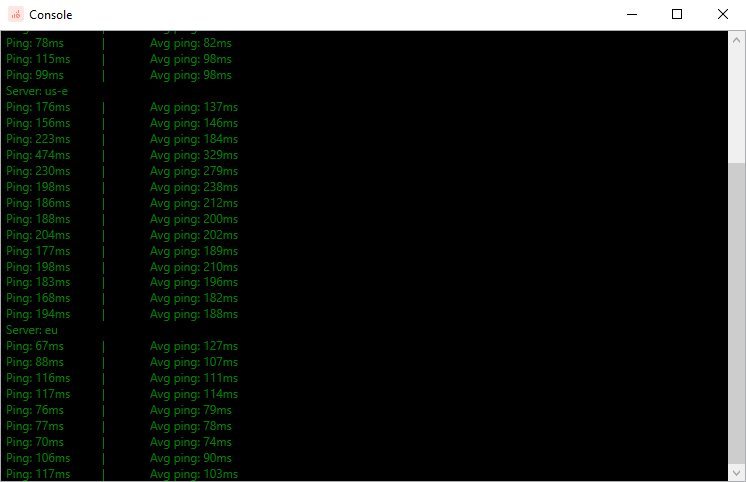 Console
Ping: 78ms | Avg ping: 82ms
Ping: 115ms | Avg ping: 98ms
Ping: 99ms | Avg ping: 98ms
Server: us-e
Ping: 176ms | Avg ping: 137ms
Ping: 156ms | Avg ping: 146ms
Ping: 223ms | Avg ping: 184ms
Ping: 474ms | Avg ping: 329ms
Ping: 230ms | Avg ping: 279ms
Ping: 198ms | Avg ping: 238ms
Ping: 186ms | Avg ping: 212ms
Ping: 188ms | Avg ping: 200ms
Ping: 204ms | Avg ping: 202ms
Ping: 177ms | Avg ping: 189ms
Ping: 198ms | Avg ping: 210ms
Ping: 183ms | Avg ping: 196ms
Ping: 168ms | Avg ping: 182ms
Ping: 194ms | Avg ping: 188ms
Server: eu
Ping: 67ms | Avg ping: 127ms
Ping: 88ms | Avg ping: 107ms
Ping: 116ms | Avg ping: 111ms
Ping: 117ms | Avg ping: 114ms
Ping: 76ms | Avg ping: 79ms
Ping: 77ms | Avg ping: 78ms
Ping: 70ms | Avg ping: 74ms
Ping: 106ms | Avg ping: 90ms
Ping: 117ms | Avg ping: 103ms